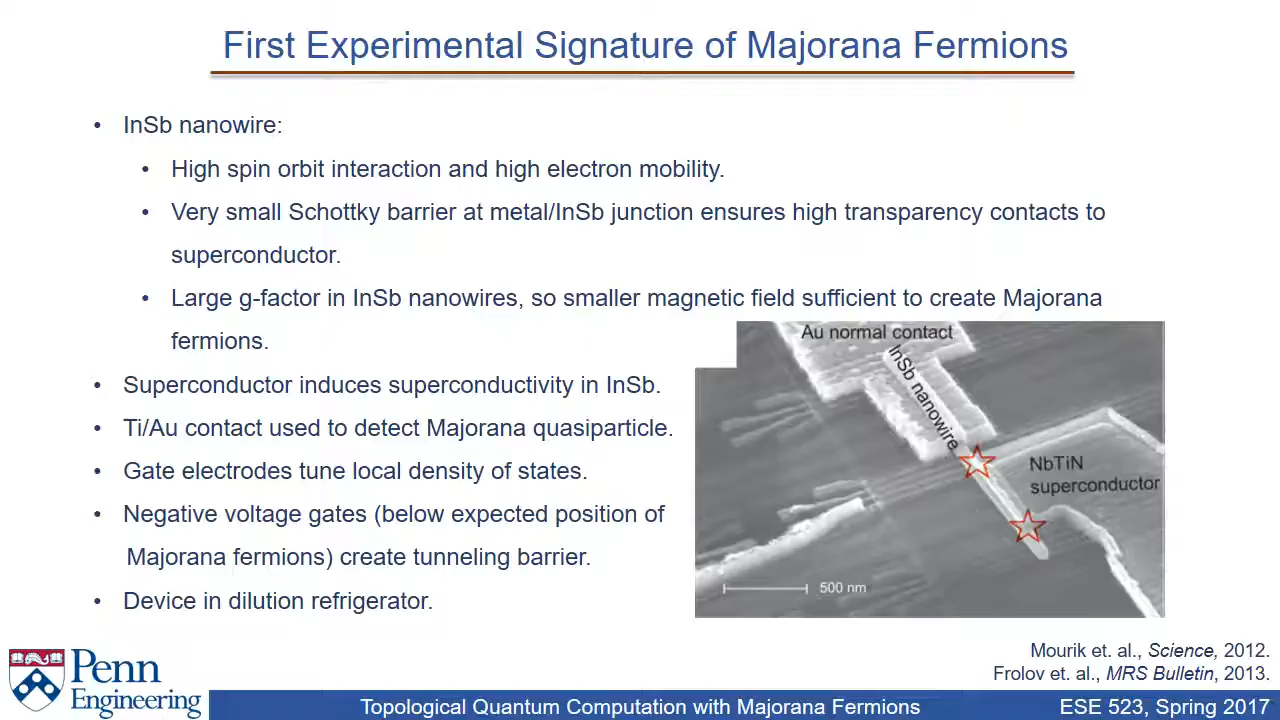 First Experimental Signature of Majorana Fermions
• InSb nanowire:
• High spin orbit interaction and high electron mobility.
• Very small Schottky barrier at metal/InSb junction ensures high transparency contacts to
superconductor.
• Large g-factor in InSb nanowires, so smaller magnetic field sufficient to create Majorana
fermions.
• Superconductor induces superconductivity in InSb.
• Ti/Au contact used to detect Majorana quasiparticle.
• Gate electrodes tune local density of states.
• Negative voltage gates (below expected position of
Majorana fermions) create tunneling barrier.
• Device in dilution refrigerator.
Au normal contact
InSb nanowire
NbTiN
superconductor
500 nm
Mourik et. al., Science, 2012.
Frolov et. al., MRS Bulletin, 2013.
Penn
Engineering
Topological Quantum Computation with Majorana Fermions
ESE 523, Spring 2017